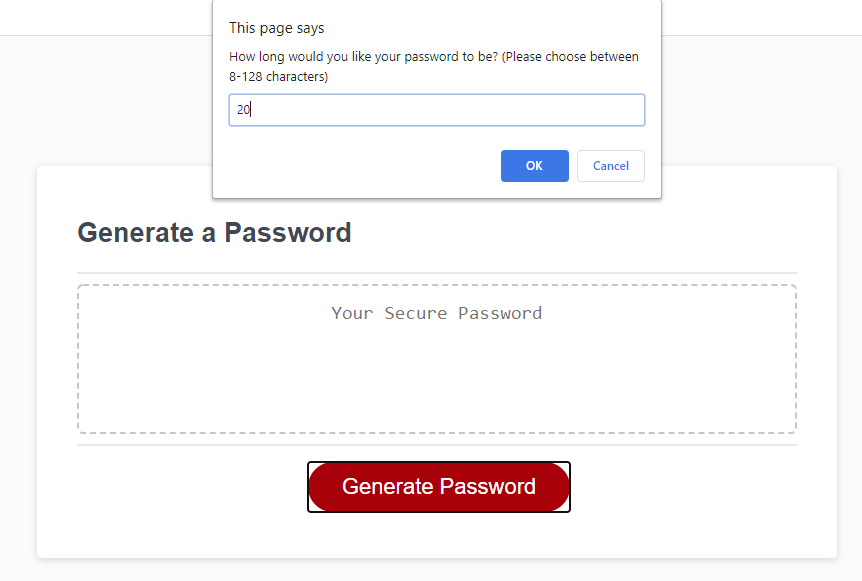 This page says
How long would you like your password to be? (Please choose between
8-128 characters)
20
OK
Cancel
Generate a Password
Your Secure Password
Generate Password